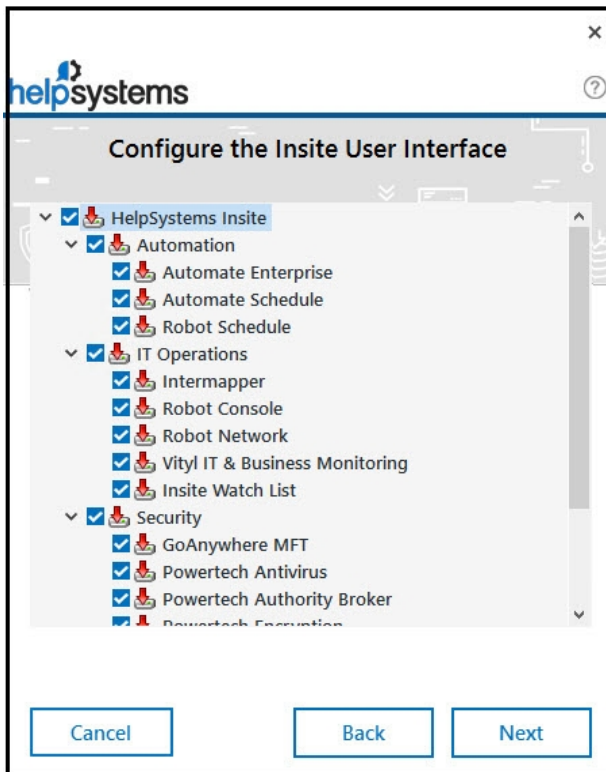 helpsystems
Configure the Insite User Interface
HelpSystems Insite
Automation
Automate Enterprise
Automate Schedule
Robot Schedule
IT Operations
Intermapper
Robot Console
Robot Network
Vityl IT & Business Monitoring
Insite Watch List
Security
GoAnywhere MFT
Powertech Antivirus
Powertech Authority Broker
Powertech Encryption
Cancel Back Next